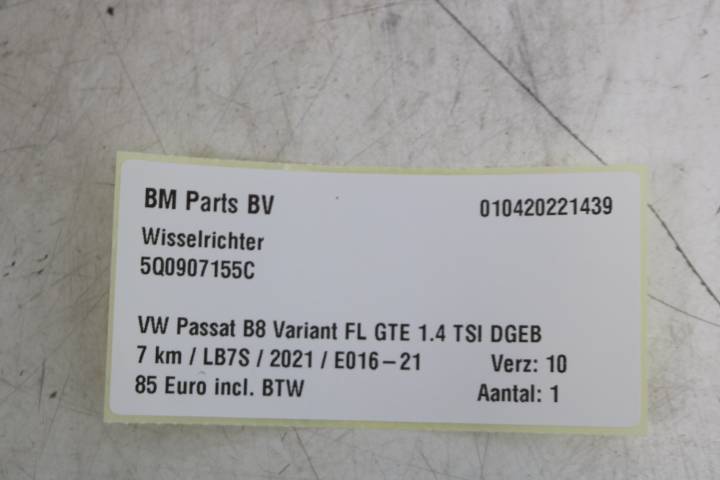 BM Parts BV 010420221439
Wisselrichter
5Q0907155C
VW Passat B8 Variant FL GTE 1.4 TSI DGEB
7 km / LB7S / 2021 / E016-21 Verz: 10
85 Euro incl. BTW Aantal: 1